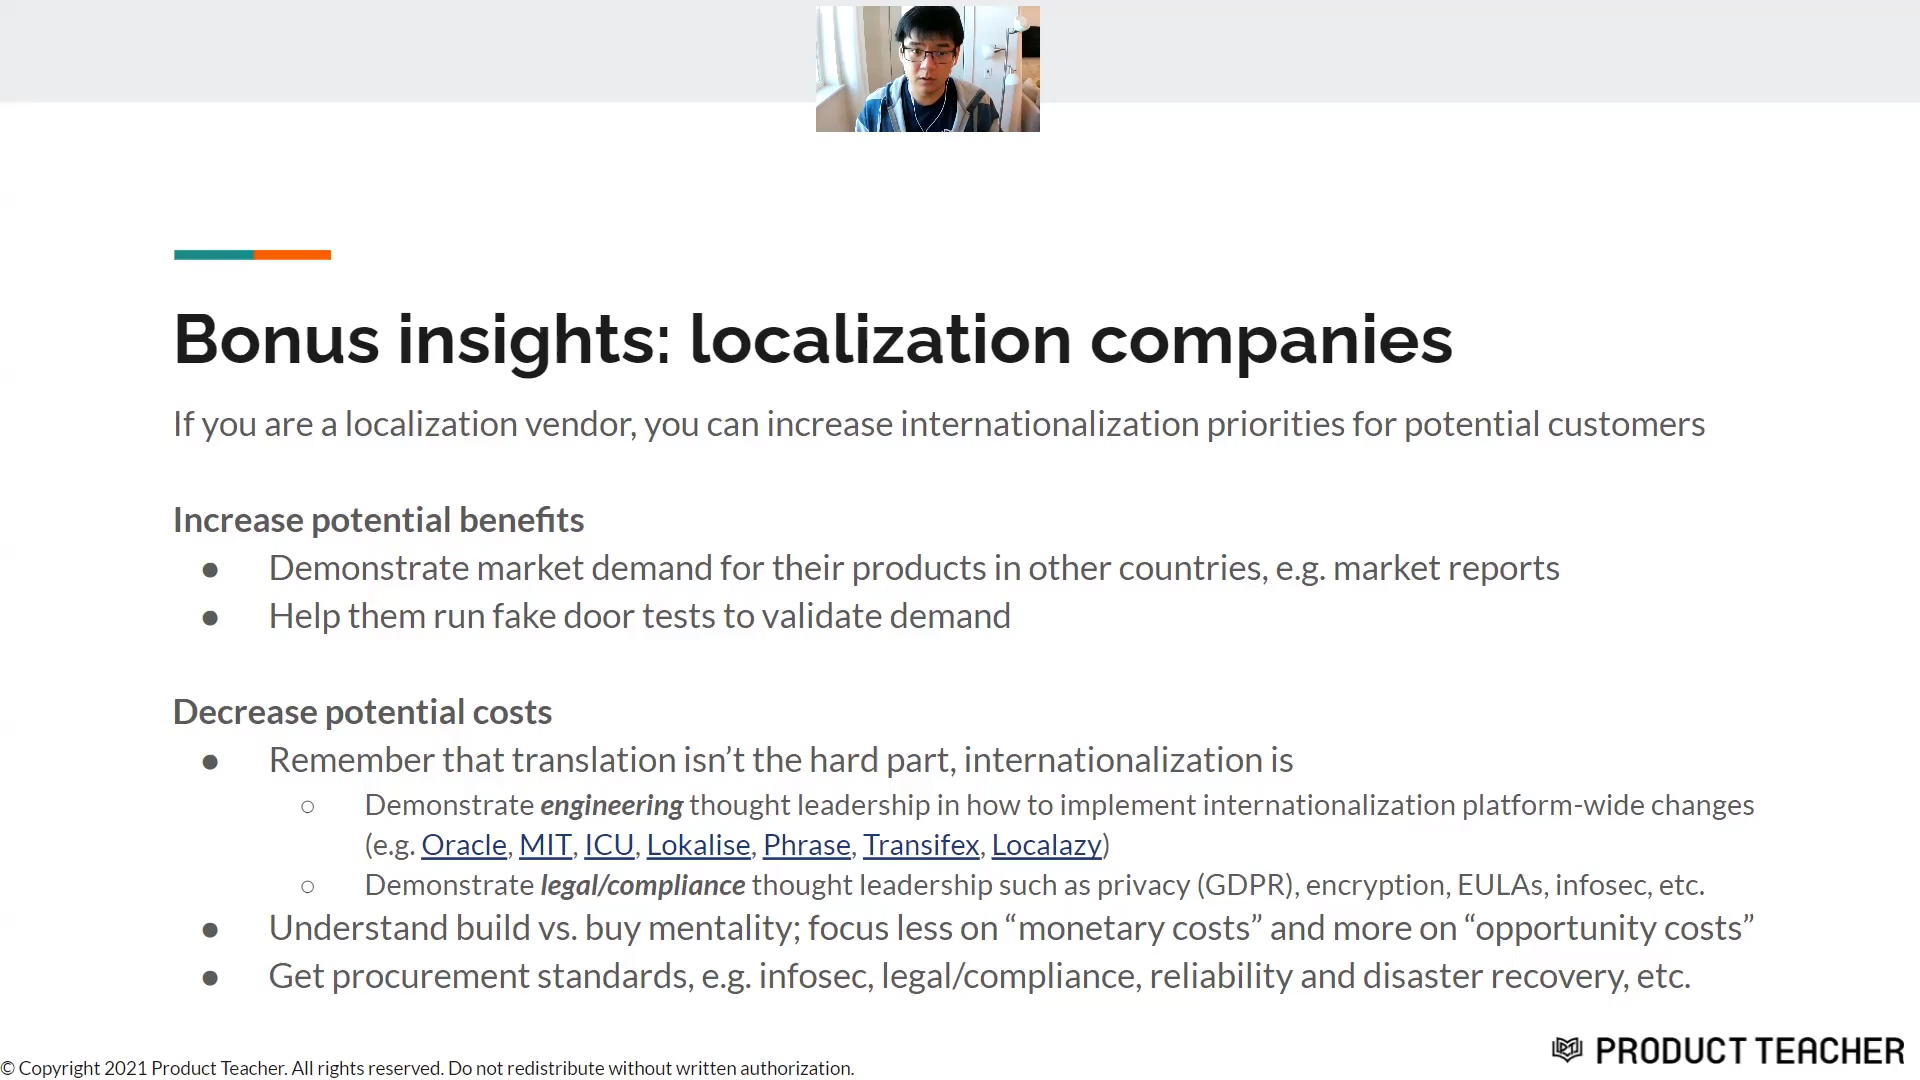 Bonus insights: localization companies
If you are a localization vendor, you can increase internationalization priorities for potential customers
Increase potential benefits
● Demonstrate market demand for their products in other countries, e.g. market reports
● Help them run fake door tests to validate demand
Decrease potential costs
● Remember that translation isn’t the hard part, internationalization is
○ Demonstrate engineering thought leadership in how to implement internationalization platform-wide changes
(e.g. Oracle, MIT, ICU, Lokalise, Phrase, Transifex, Localazy)
○ Demonstrate legal/compliance thought leadership such as privacy (GDPR), encryption, EULAs, infosec, etc.
● Understand build vs. buy mentality; focus less on “monetary costs” and more on “opportunity costs”
● Get procurement standards, e.g. infosec, legal/compliance, reliability and disaster recovery, etc.
PRODUCT TEACHER
© Copyright 2021 Product Teacher. All rights reserved. Do not redistribute without written authorization.